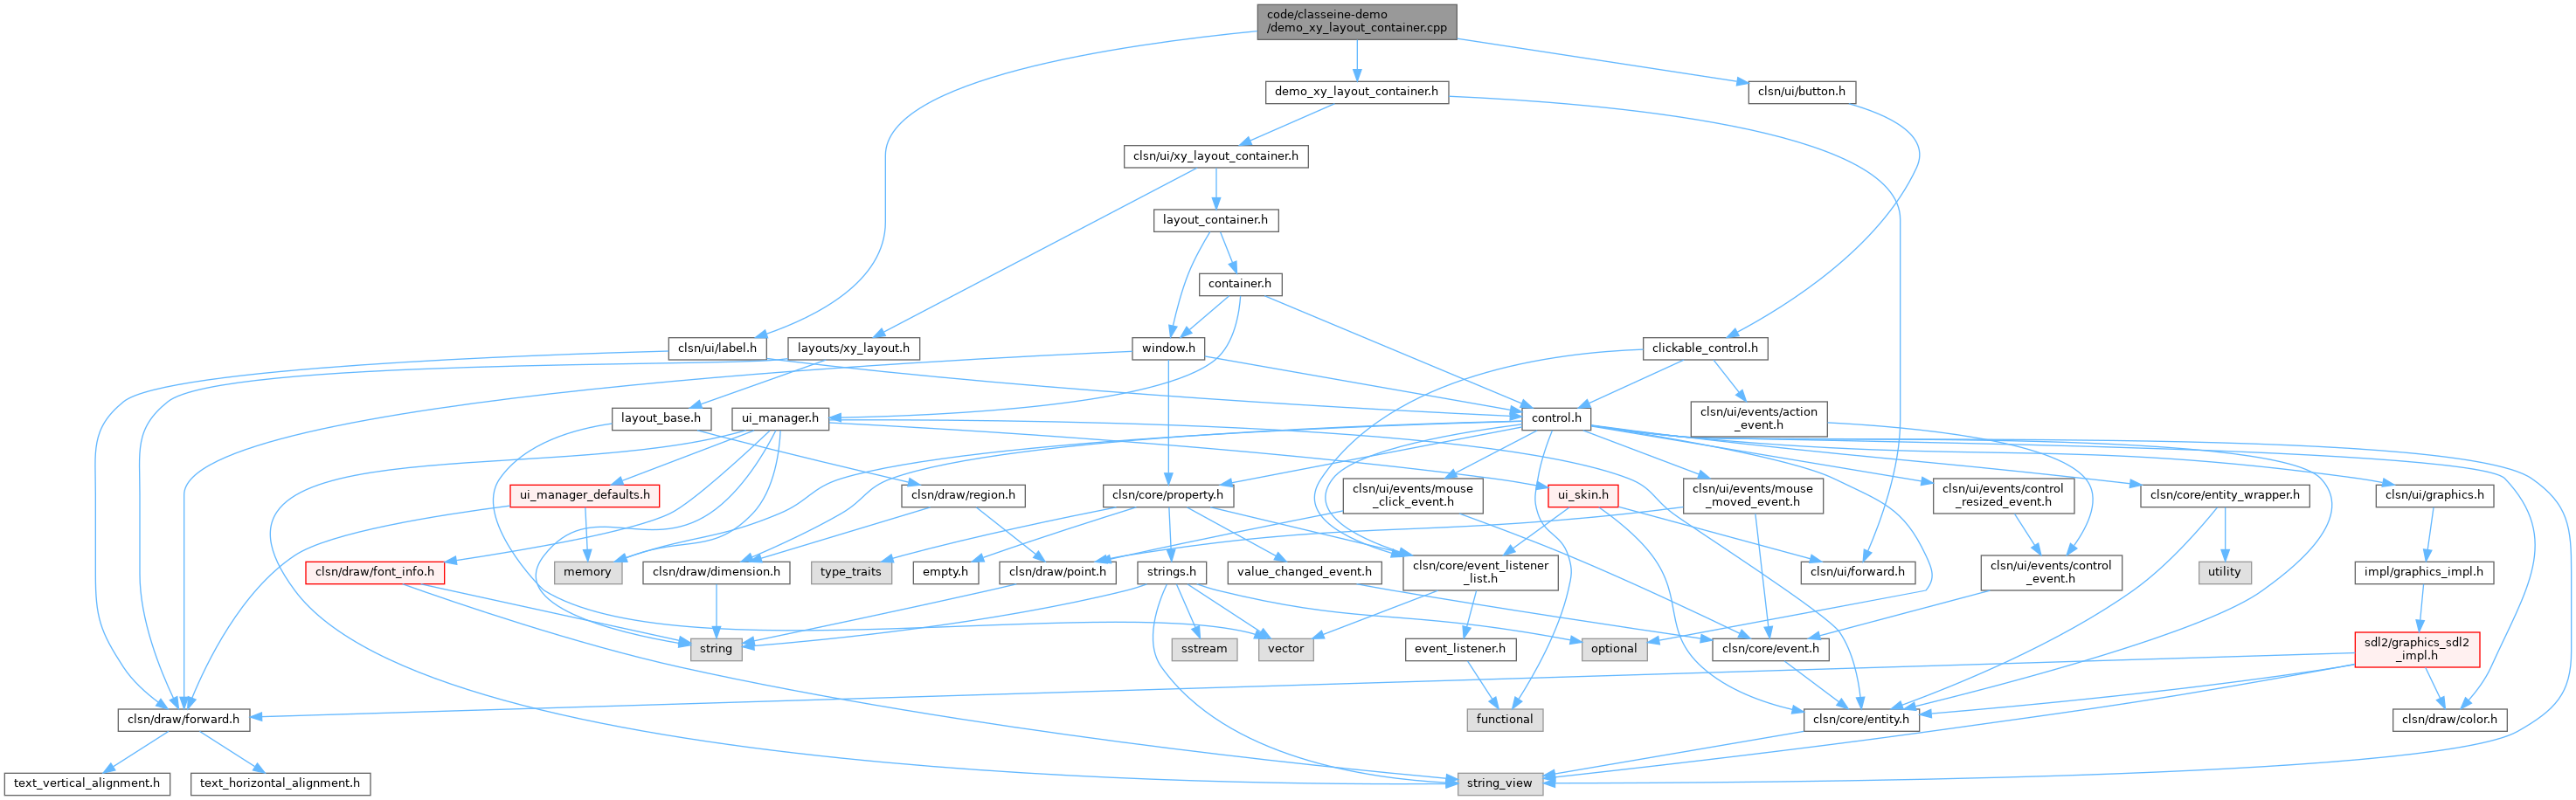 code/classeine-demo
/demo_xy_layout_container.cpp
demo_xy_layout_container.h
clsn/ui/button.h
clsn/ui/xy_layout_container.h
layout_container.h
container.h
clsn/ui/label.h
layouts/xy_layout.h
window.h
clickable_control.h
layout_base.h
ui_manager.h
control.h
clsn/ui/events/action
_event.h
ui_manager_defaults.h
clsn/draw/region.h
clsn/core/property.h
clsn/ui/events/mouse
_click_event.h
ui_skin.h
clsn/ui/events/mouse
_moved_event.h
clsn/ui/events/control
_resized_event.h
clsn/core/entity_wrapper.h
clsn/ui/graphics.h
clsn/draw/font_info.h
memory
clsn/draw/dimension.h
type_traits
empty.h
clsn/draw/point.h
strings.h
value_changed_event.h
clsn/core/event_listener
_list.h
clsn/ui/forward.h
clsn/ui/events/control
_event.h
utility
impl/graphics_impl.h
string
sstream
vector
event_listener.h
optional
clsn/core/event.h
sdl2/graphics_sdl2
_impl.h
clsn/draw/forward.h
functional
clsn/core/entity.h
clsn/draw/color.h
text_vertical_alignment.h
text_horizontal_alignment.h
string_view